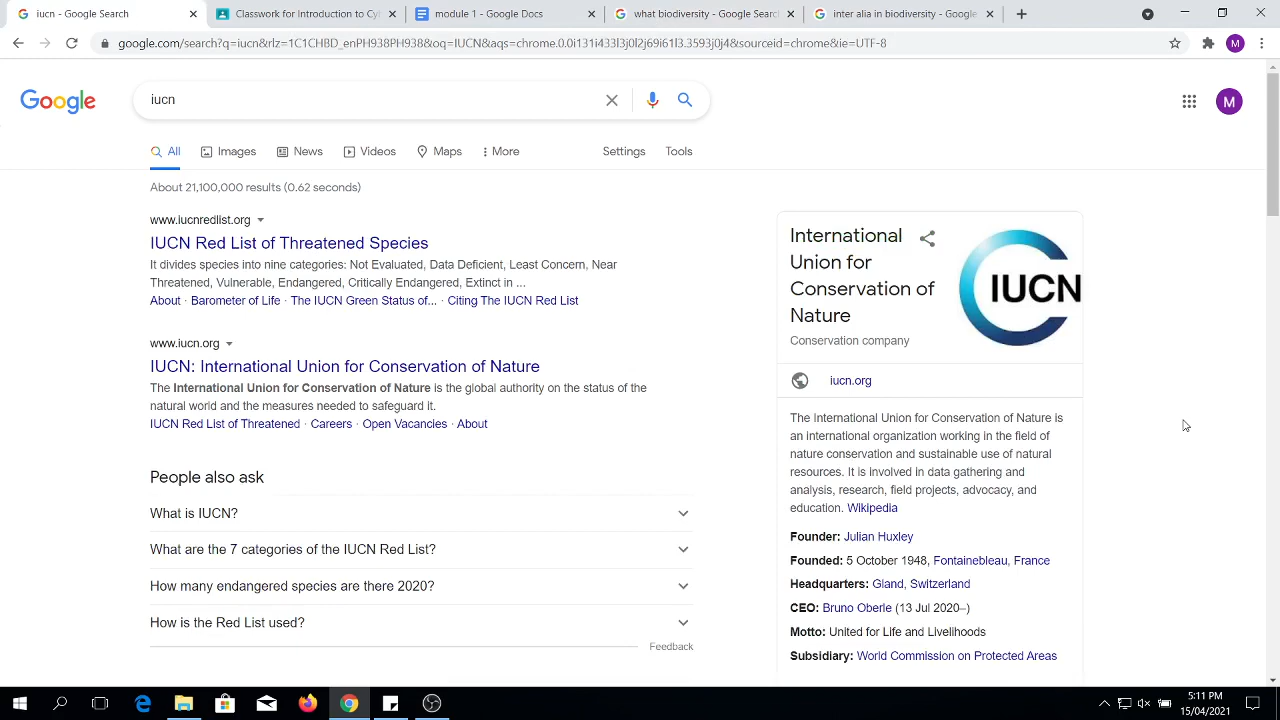 iucn - Google Search
Classwork for Introduction to Cyb
module 1 - Google Docs
what biodiversity - Google Search
inter alia in biodiversity - Google
google.com/search?q=iucn&rlz=1C1CHBD_enPH938PH938&oq=IUCN&aqs=chrome.0.0i131i433l3j0l2j69i61l3.3593j0j4&sourceid=chrome&ie=UTF-8
M
Google
iucn
M
All
Images
News
Videos
Maps
More
Settings
Tools
About 21,100,000 results (0.62 seconds)
www.iucnredlist.org
IUCN Red List of Threatened Species
It divides species into nine categories: Not Evaluated, Data Deficient, Least Concern, Near
Threatened, Vulnerable, Endangered, Critically Endangered, Extinct in ...
About · Barometer of Life · The IUCN Green Status of... · Citing The IUCN Red List
www.iucn.org
IUCN: International Union for Conservation of Nature
The International Union for Conservation of Nature is the global authority on the status of the
natural world and the measures needed to safeguard it.
IUCN Red List of Threatened · Careers · Open Vacancies · About
People also ask
What is IUCN?
What are the 7 categories of the IUCN Red List?
How many endangered species are there 2020?
How is the Red List used?
Feedback
International
Union for
Conservation of
Nature
Conservation company
IUCN
iucn.org
The International Union for Conservation of Nature is
an international organization working in the field of
nature conservation and sustainable use of natural
resources. It is involved in data gathering and
analysis, research, field projects, advocacy, and
education. Wikipedia
Founder: Julian Huxley
Founded: 5 October 1948, Fontainebleau, France
Headquarters: Gland, Switzerland
CEO: Bruno Oberle (13 Jul 2020–)
Motto: United for Life and Livelihoods
Subsidiary: World Commission on Protected Areas
5:11 PM
15/04/2021